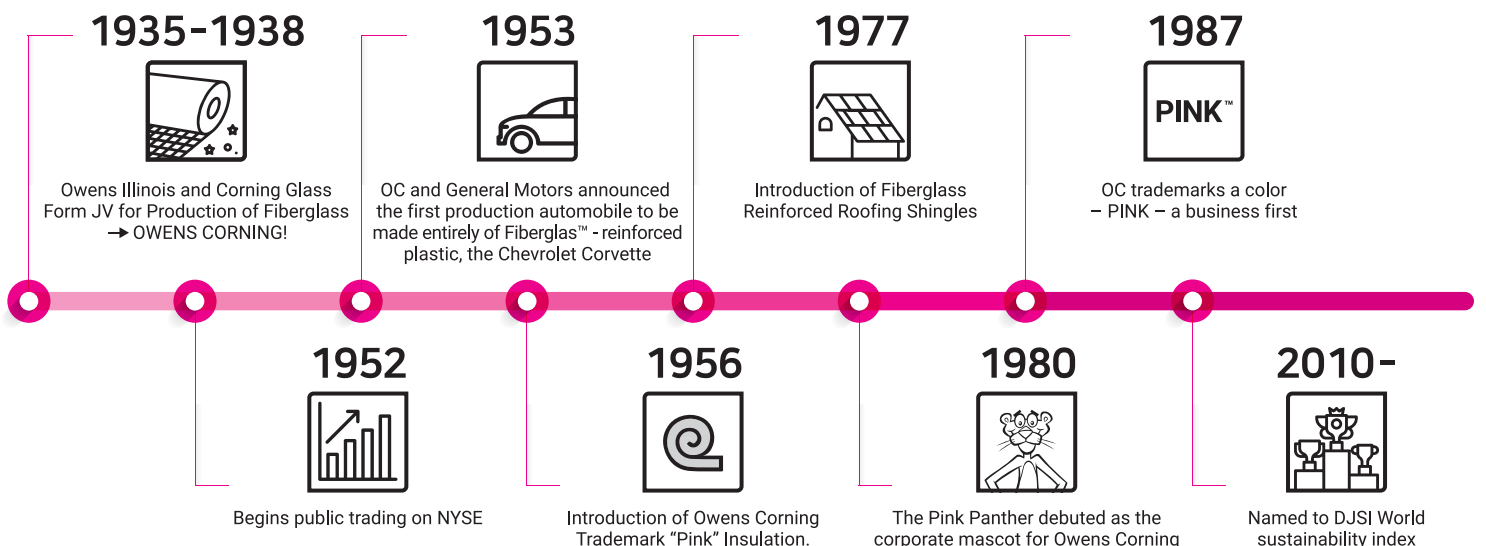 1935-1938
Owens Illinois and Corning Glass
Form JV for Production of Fiberglass
→ OWENS CORNING!
1952
Begins public trading on NYSE
1953
OC and General Motors announced
the first production automobile to be
made entirely of Fiberglas™ - reinforced
plastic, the Chevrolet Corvette
1956
Introduction of Owens Corning
Trademark “Pink” Insulation.
1977
Introduction of Fiberglass
Reinforced Roofing Shingles
1980
The Pink Panther debuted as the
corporate mascot for Owens Corning
1987
PINK™
OC trademarks a color
– PINK – a business first
2010-
Named to DJSI World
sustainability index